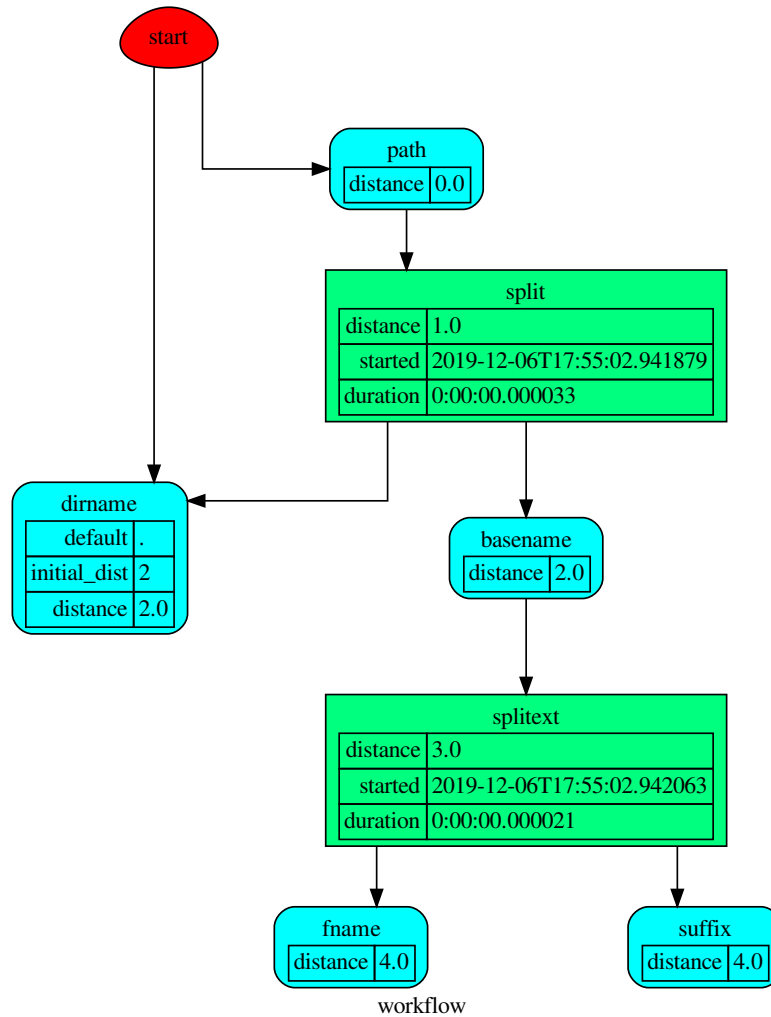 start
path
distance 0.0
split
distance 1.0
started 2019-12-06T17:55:02.941879
duration 0:00:00.000033
dirname
default .
initial_dist 2
distance 2.0
basename
distance 2.0
splitext
distance 3.0
started 2019-12-06T17:55:02.942063
duration 0:00:00.000021
fname
distance 4.0
suffix
distance 4.0
workflow